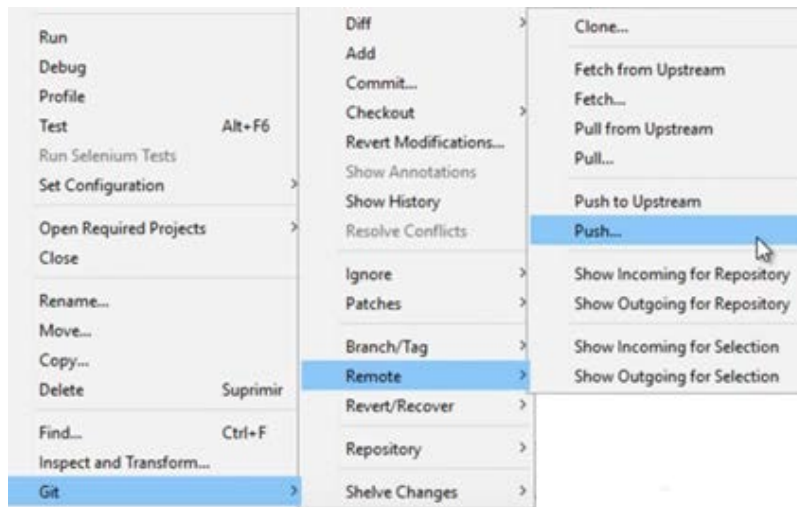 Run
Debug
Profile
Test Alt+F6
Run Selenium Tests
Set Configuration
Open Required Projects
Close
Rename...
Move...
Copy...
Delete Suprimir
Find... Ctrl+F
Inspect and Transform...
Git
Diff
Add
Commit...
Checkout
Revert Modifications...
Show Annotations
Show History
Resolve Conflicts
Ignore
Patches
Branch/Tag
Remote
Revert/Recover
Repository
Shelve Changes
Clone...
Fetch from Upstream
Fetch...
Pull from Upstream
Pull...
Push to Upstream
Push...
Show Incoming for Repository
Show Outgoing for Repository
Show Incoming for Selection
Show Outgoing for Selection